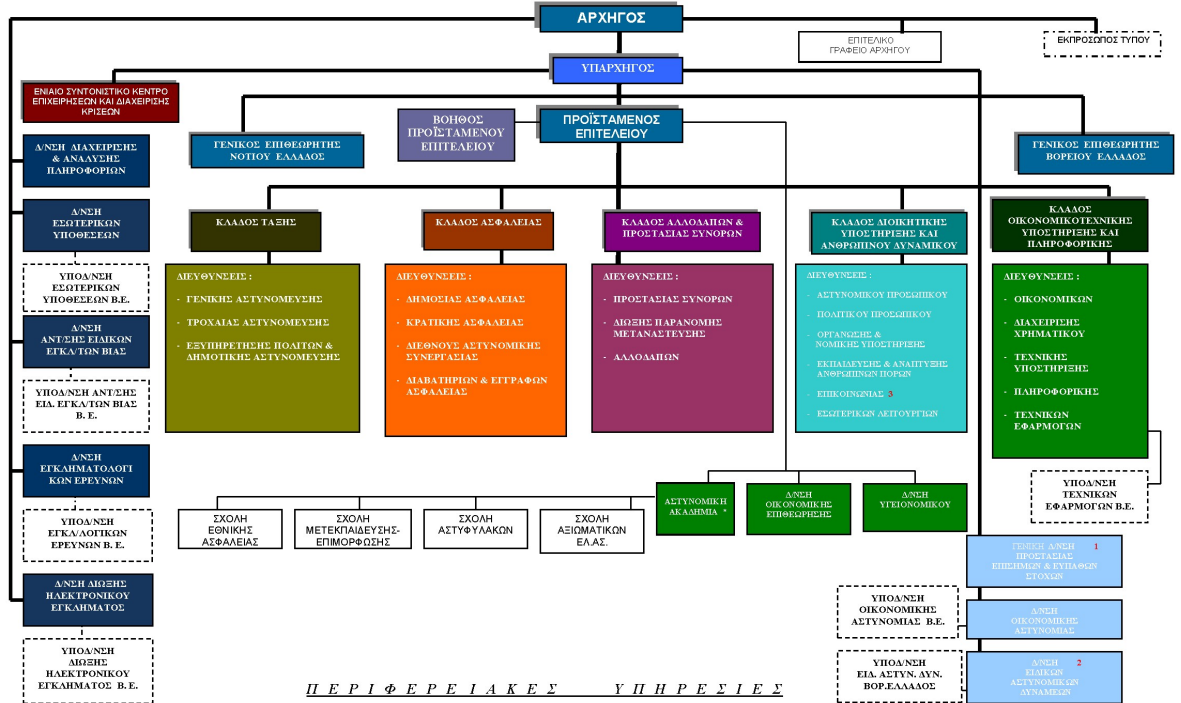 ΑΡΧΗΓΟΣ
ΕΠΙΤΕΛΙΚΟ
ΓΡΑΦΕΙΟ ΑΡΧΗΓΟΥ
ΕΚΠΡΟΣΩΠΟΣ ΤΥΠΟΥ
ΥΠΑΡΧΗΓΟΣ
ΕΝΙΑΙΟ ΣΥΝΤΟΝΙΣΤΙΚΟ ΚΕΝΤΡΟ
ΕΠΙΧΕΙΡΗΣΕΩΝ ΚΑΙ ΔΙΑΧΕΙΡΙΣΗΣ
ΚΡΙΣΕΩΝ
ΒΟΗΘΟΣ
ΠΡΟΪΣΤΑΜΕΝΟΥ
ΕΠΙΤΕΛΕΙΟΥ
ΠΡΟΪΣΤΑΜΕΝΟΣ
ΕΠΙΤΕΛΕΙΟΥ
ΓΕΝΙΚΟΣ ΕΠΙΘΕΩΡΗΤΗΣ
ΝΟΤΙΟΥ ΕΛΛΑΔΟΣ
ΓΕΝΙΚΟΣ ΕΠΙΘΕΩΡΗΤΗΣ
ΒΟΡΕΙΟΥ ΕΛΛΑΔΟΣ
Δ/ΝΣΗ ΔΙΑΧΕΙΡΙΣΗΣ
& ΑΝΑΛΥΣΗΣ
ΠΛΗΡΟΦΟΡΙΩΝ
Δ/ΝΣΗ
ΕΣΩΤΕΡΙΚΩΝ
ΥΠΟΘΕΣΕΩΝ
ΥΠΟΔ/ΝΣΗ
ΕΣΩΤΕΡΙΚΩΝ
ΥΠΟΘΕΣΕΩΝ Β.Ε.
Δ/ΝΣΗ
ΑΝΤ/ΣΗΣ ΕΙΔΙΚΩΝ
ΕΓΚΛ/ΤΩΝ ΒΙΑΣ
ΥΠΟΔ/ΝΣΗ ΑΝΤ/ΣΗΣ
ΕΙΔ. ΕΓΚΛ/ΤΩΝ ΒΙΑΣ
Β. Ε.
Δ/ΝΣΗ
ΕΓΚΛΗΜΑΤΟΛΟΓΙ
ΚΩΝ ΕΡΕΥΝΩΝ
ΥΠΟΔ/ΝΣΗ
ΕΓΚΛ/ΛΟΓΙΚΩΝ
ΕΡΕΥΝΩΝ Β. Ε.
Δ/ΝΣΗ ΔΙΩΞΗΣ
ΗΛΕΚΤΡΟΝΙΚΟΥ
ΕΓΚΛΗΜΑΤΟΣ
ΥΠΟΔ/ΝΣΗ
ΔΙΩΞΗΣ
ΗΛΕΚΤΡΟΝΙΚΟΥ
ΕΓΚΛΗΜΑΤΟΣ Β. Ε.
ΚΛΑΔΟΣ ΤΑΞΗΣ
ΔΙΕΥΘΥΝΣΕΙΣ :
- ΓΕΝΙΚΗΣ ΑΣΤΥΝΟΜΕΥΣΗΣ
- ΤΡΟΧΑΙΑΣ ΑΣΤΥΝΟΜΕΥΣΗΣ
- ΕΞΥΠΗΡΕΤΗΣΗΣ ΠΟΛΙΤΩΝ &
ΔΗΜΟΤΙΚΗΣ ΑΣΤΥΝΟΜΕΥΣΗΣ
ΚΛΑΔΟΣ ΑΣΦΑΛΕΙΑΣ
ΔΙΕΥΘΥΝΣΕΙΣ :
- ΔΗΜΟΣΙΑΣ ΑΣΦΑΛΕΙΑΣ
- ΚΡΑΤΙΚΗΣ ΑΣΦΑΛΕΙΑΣ
- ΔΙΕΘΝΟΥΣ ΑΣΤΥΝΟΜΙΚΗΣ
ΣΥΝΕΡΓΑΣΙΑΣ
- ΔΙΑΒΑΤΗΡΙΩΝ & ΕΓΓΡΑΦΩΝ
ΑΣΦΑΛΕΙΑΣ
ΚΛΑΔΟΣ ΑΛΛΟΔΑΠΩΝ &
ΠΡΟΣΤΑΣΙΑΣ ΣΥΝΟΡΩΝ
ΔΙΕΥΘΥΝΣΕΙΣ :
- ΠΡΟΣΤΑΣΙΑΣ ΣΥΝΟΡΩΝ
- ΔΙΩΞΗΣ ΠΑΡΑΝΟΜΗΣ
ΜΕΤΑΝΑΣΤΕΥΣΗΣ
- ΑΛΛΟΔΑΠΩΝ
ΚΛΑΔΟΣ ΔΙΟΙΚΗΤΙΚΗΣ
ΥΠΟΣΤΗΡΙΞΗΣ ΚΑΙ
ΑΝΘΡΩΠΙΝΟΥ ΔΥΝΑΜΙΚΟΥ
ΔΙΕΥΘΥΝΣΕΙΣ :
- ΑΣΤΥΝΟΜΙΚΟΥ ΠΡΟΣΩΠΙΚΟΥ
- ΠΟΛΙΤΙΚΟΥ ΠΡΟΣΩΠΙΚΟΥ
- ΟΡΓΑΝΩΣΗΣ &
ΝΟΜΙΚΗΣ ΥΠΟΣΤΗΡΙΞΗΣ
- ΕΚΠΑΙΔΕΥΣΗΣ & ΑΝΑΠΤΥΞΗΣ
ΑΝΘΡΩΠΙΝΩΝ ΠΟΡΩΝ
- ΕΠΙΚΟΙΝΩΝΙΑΣ 3
- ΕΣΩΤΕΡΙΚΩΝ ΛΕΙΤΟΥΡΓΙΩΝ
ΚΛΑΔΟΣ
ΟΙΚΟΝΟΜΙΚΟΤΕΧΝΙΚΗΣ
ΥΠΟΣΤΗΡΙΞΗΣ ΚΑΙ
ΠΛΗΡΟΦΟΡΙΚΗΣ
ΔΙΕΥΘΥΝΣΕΙΣ :
- ΟΙΚΟΝΟΜΙΚΩΝ
- ΔΙΑΧΕΙΡΙΣΗΣ
ΧΡΗΜΑΤΙΚΟΥ
- ΤΕΧΝΙΚΗΣ
ΥΠΟΣΤΗΡΙΞΗΣ
- ΠΛΗΡΟΦΟΡΙΚΗΣ
- ΤΕΧΝΙΚΩΝ
ΕΦΑΡΜΟΓΩΝ
ΥΠΟΔ/ΝΣΗ
ΤΕΧΝΙΚΩΝ
ΕΦΑΡΜΟΓΩΝ Β.Ε.
ΑΣΤΥΝΟΜΙΚΗ
ΑΚΑΔΗΜΙΑ *
Δ/ΝΣΗ
ΟΙΚΟΝΟΜΙΚΗΣ
ΕΠΙΘΕΩΡΗΣΗΣ
Δ/ΝΣΗ
ΥΓΕΙΟΝΟΜΙΚΟΥ
ΣΧΟΛΗ
ΕΘΝΙΚΗΣ
ΑΣΦΑΛΕΙΑΣ
ΣΧΟΛΗ
ΜΕΤΕΚΠΑΙΔΕΥΣΗΣ-
ΕΠΙΜΟΡΦΩΣΗΣ
ΣΧΟΛΗ
ΑΣΤΥΦΥΛΑΚΩΝ
ΣΧΟΛΗ
ΑΞΙΩΜΑΤΙΚΩΝ
ΕΛ.ΑΣ.
ΓΕΝΙΚΗ Δ/ΝΣΗ 1
ΠΡΟΣΤΑΣΙΑΣ
ΕΠΙΣΗΜΩΝ & ΕΥΠΑΘΩΝ
ΣΤΟΧΩΝ
ΥΠΟΔ/ΝΣΗ
ΟΙΚΟΝΟΜΙΚΗΣ
ΑΣΤΥΝΟΜΙΑΣ Β.Ε.
Δ/ΝΣΗ
ΟΙΚΟΝΟΜΙΚΗΣ
ΑΣΤΥΝΟΜΙΑΣ
ΥΠΟΔ/ΝΣΗ
ΕΙΔ. ΑΣΤΥΝ. ΔΥΝ.
ΒΟΡ.ΕΛΛΑΔΟΣ
Δ/ΝΣΗ 2
ΕΙΔΙΚΩΝ
ΑΣΤΥΝΟΜΙΚΩΝ
ΔΥΝΑΜΕΩΝ
ΠΕΡΙΦΕΡΕΙΑΚΕΣ ΥΠΗΡΕΣΙΕΣ